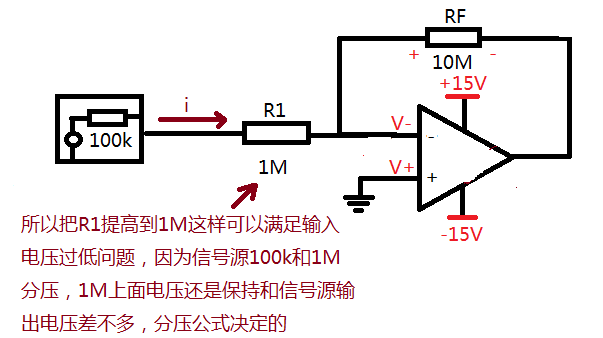 RF
+ -
10M
+15V
i
R1
100k
V-
-
1M
V+
+
-15V
所以把R1提高到1M这样可以满足输入
电压过低问题，因为信号源100k和1M
分压，1M上面电压还是保持和信号源输
出电压差不多，分压公式决定的